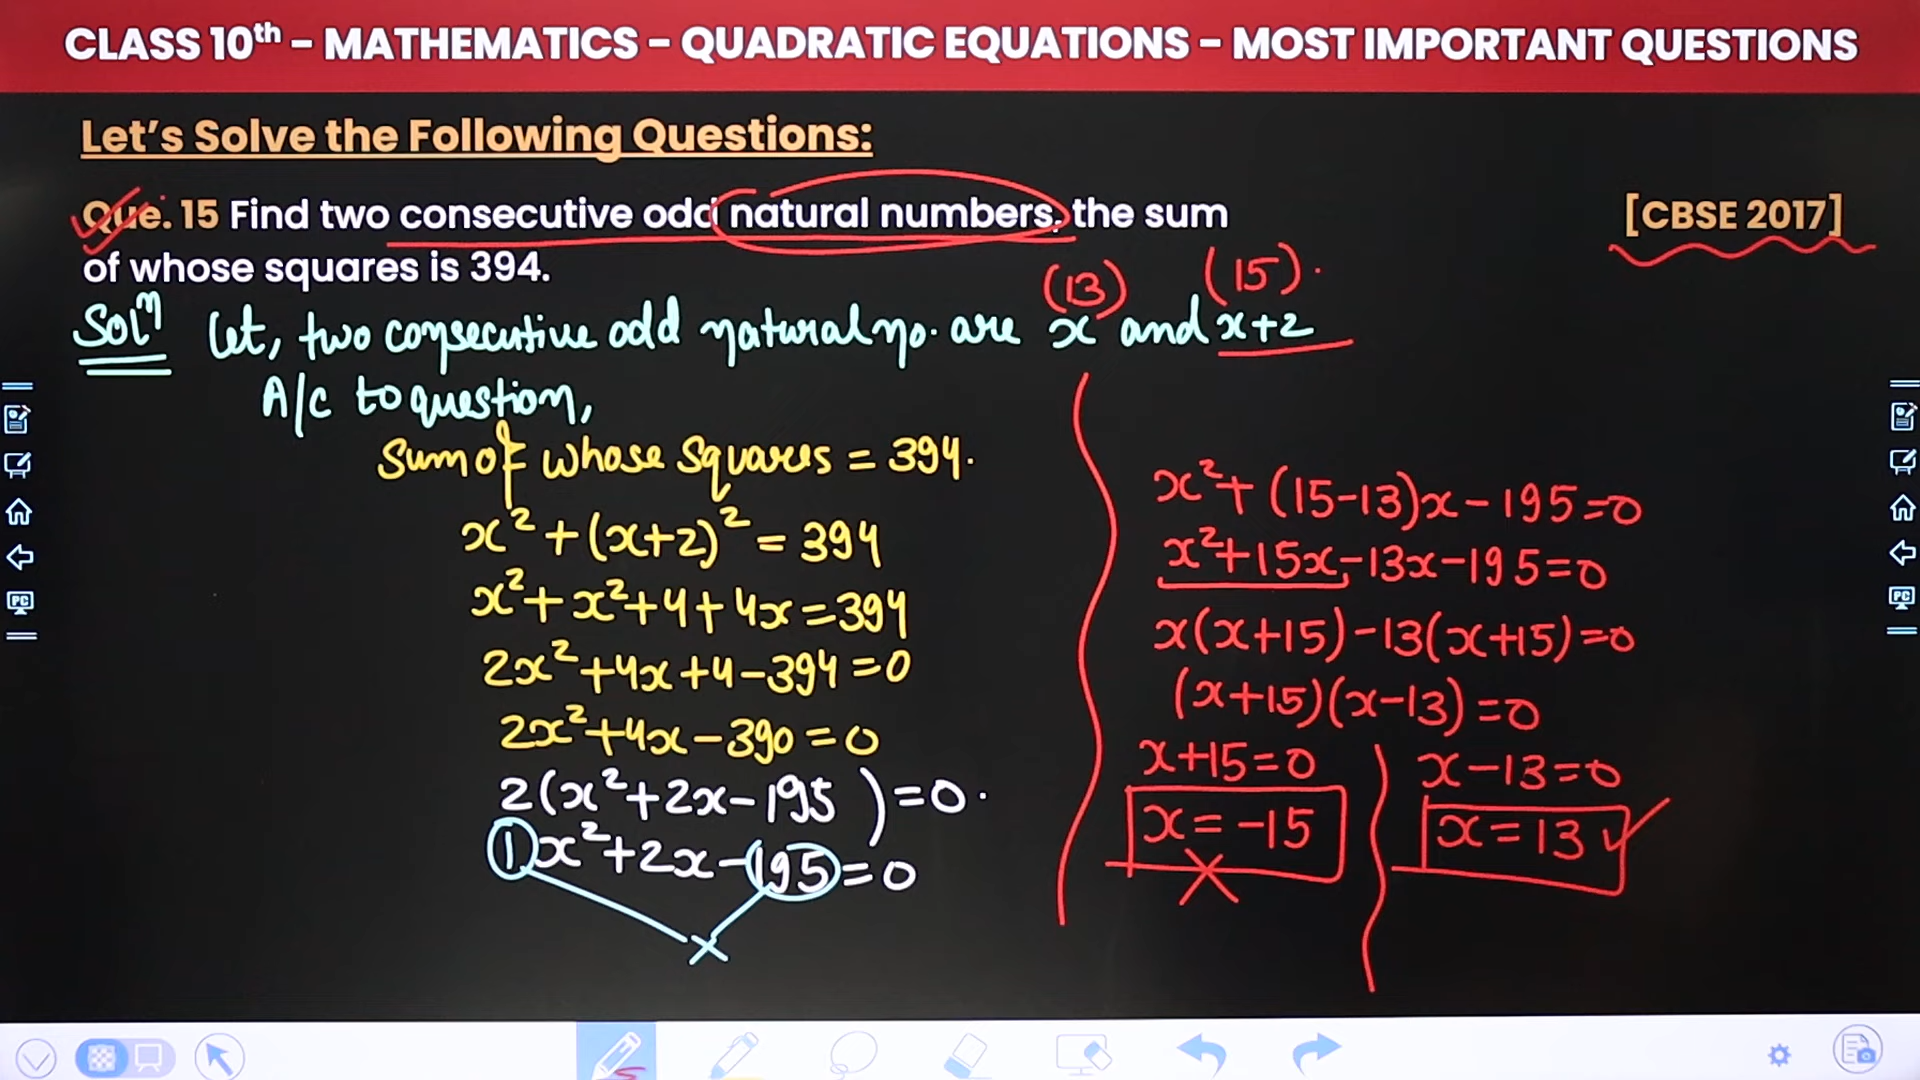 CLASS 10th - MATHEMATICS - QUADRATIC EQUATIONS - MOST IMPORTANT QUESTIONS
Let's Solve the Following Questions:
Que. 15 Find two consecutive odd natural numbers, the sum
[CBSE 2017]
of whose squares is 394.
(13) (15)
Solⁿ Let, two consecutive odd natural no. are x and x+2
A/c to question,
Sum of whose squares = 394.
x² + (x+2)² = 394
x² + x² + 4 + 4x = 394
2x² + 4x + 4 - 394 = 0
2x² + 4x - 390 = 0
2(x² + 2x - 195) = 0.
1x² + 2x - 195 = 0
x
x² + (15-13)x - 195 = 0
x² + 15x - 13x - 195 = 0
x(x+15) - 13(x+15) = 0
(x+15)(x-13) = 0
x+15 = 0
x = -15
x-13 = 0
x = 13
PC
PC